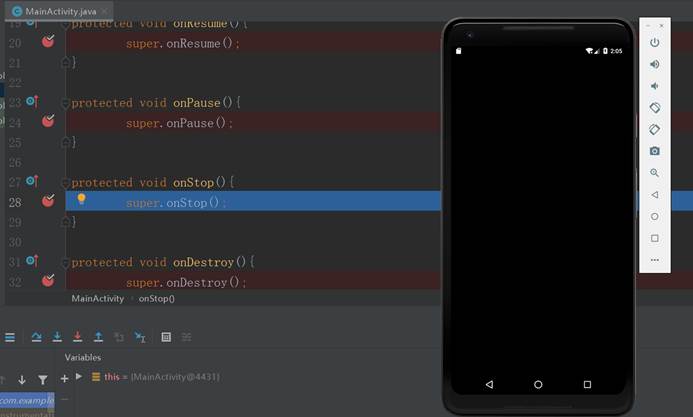 MainActivity.java
19 protected void onResume(){
20 super.onResume();
21 }
22
23 protected void onPause(){
24 super.onPause();
25 }
26
27 protected void onStop(){
28 super.onStop();
29 }
30
31 protected void onDestroy(){
32 super.onDestroy();
MainActivity › onStop()
Variables
this = {MainActivity@4431}
com.example
2:05